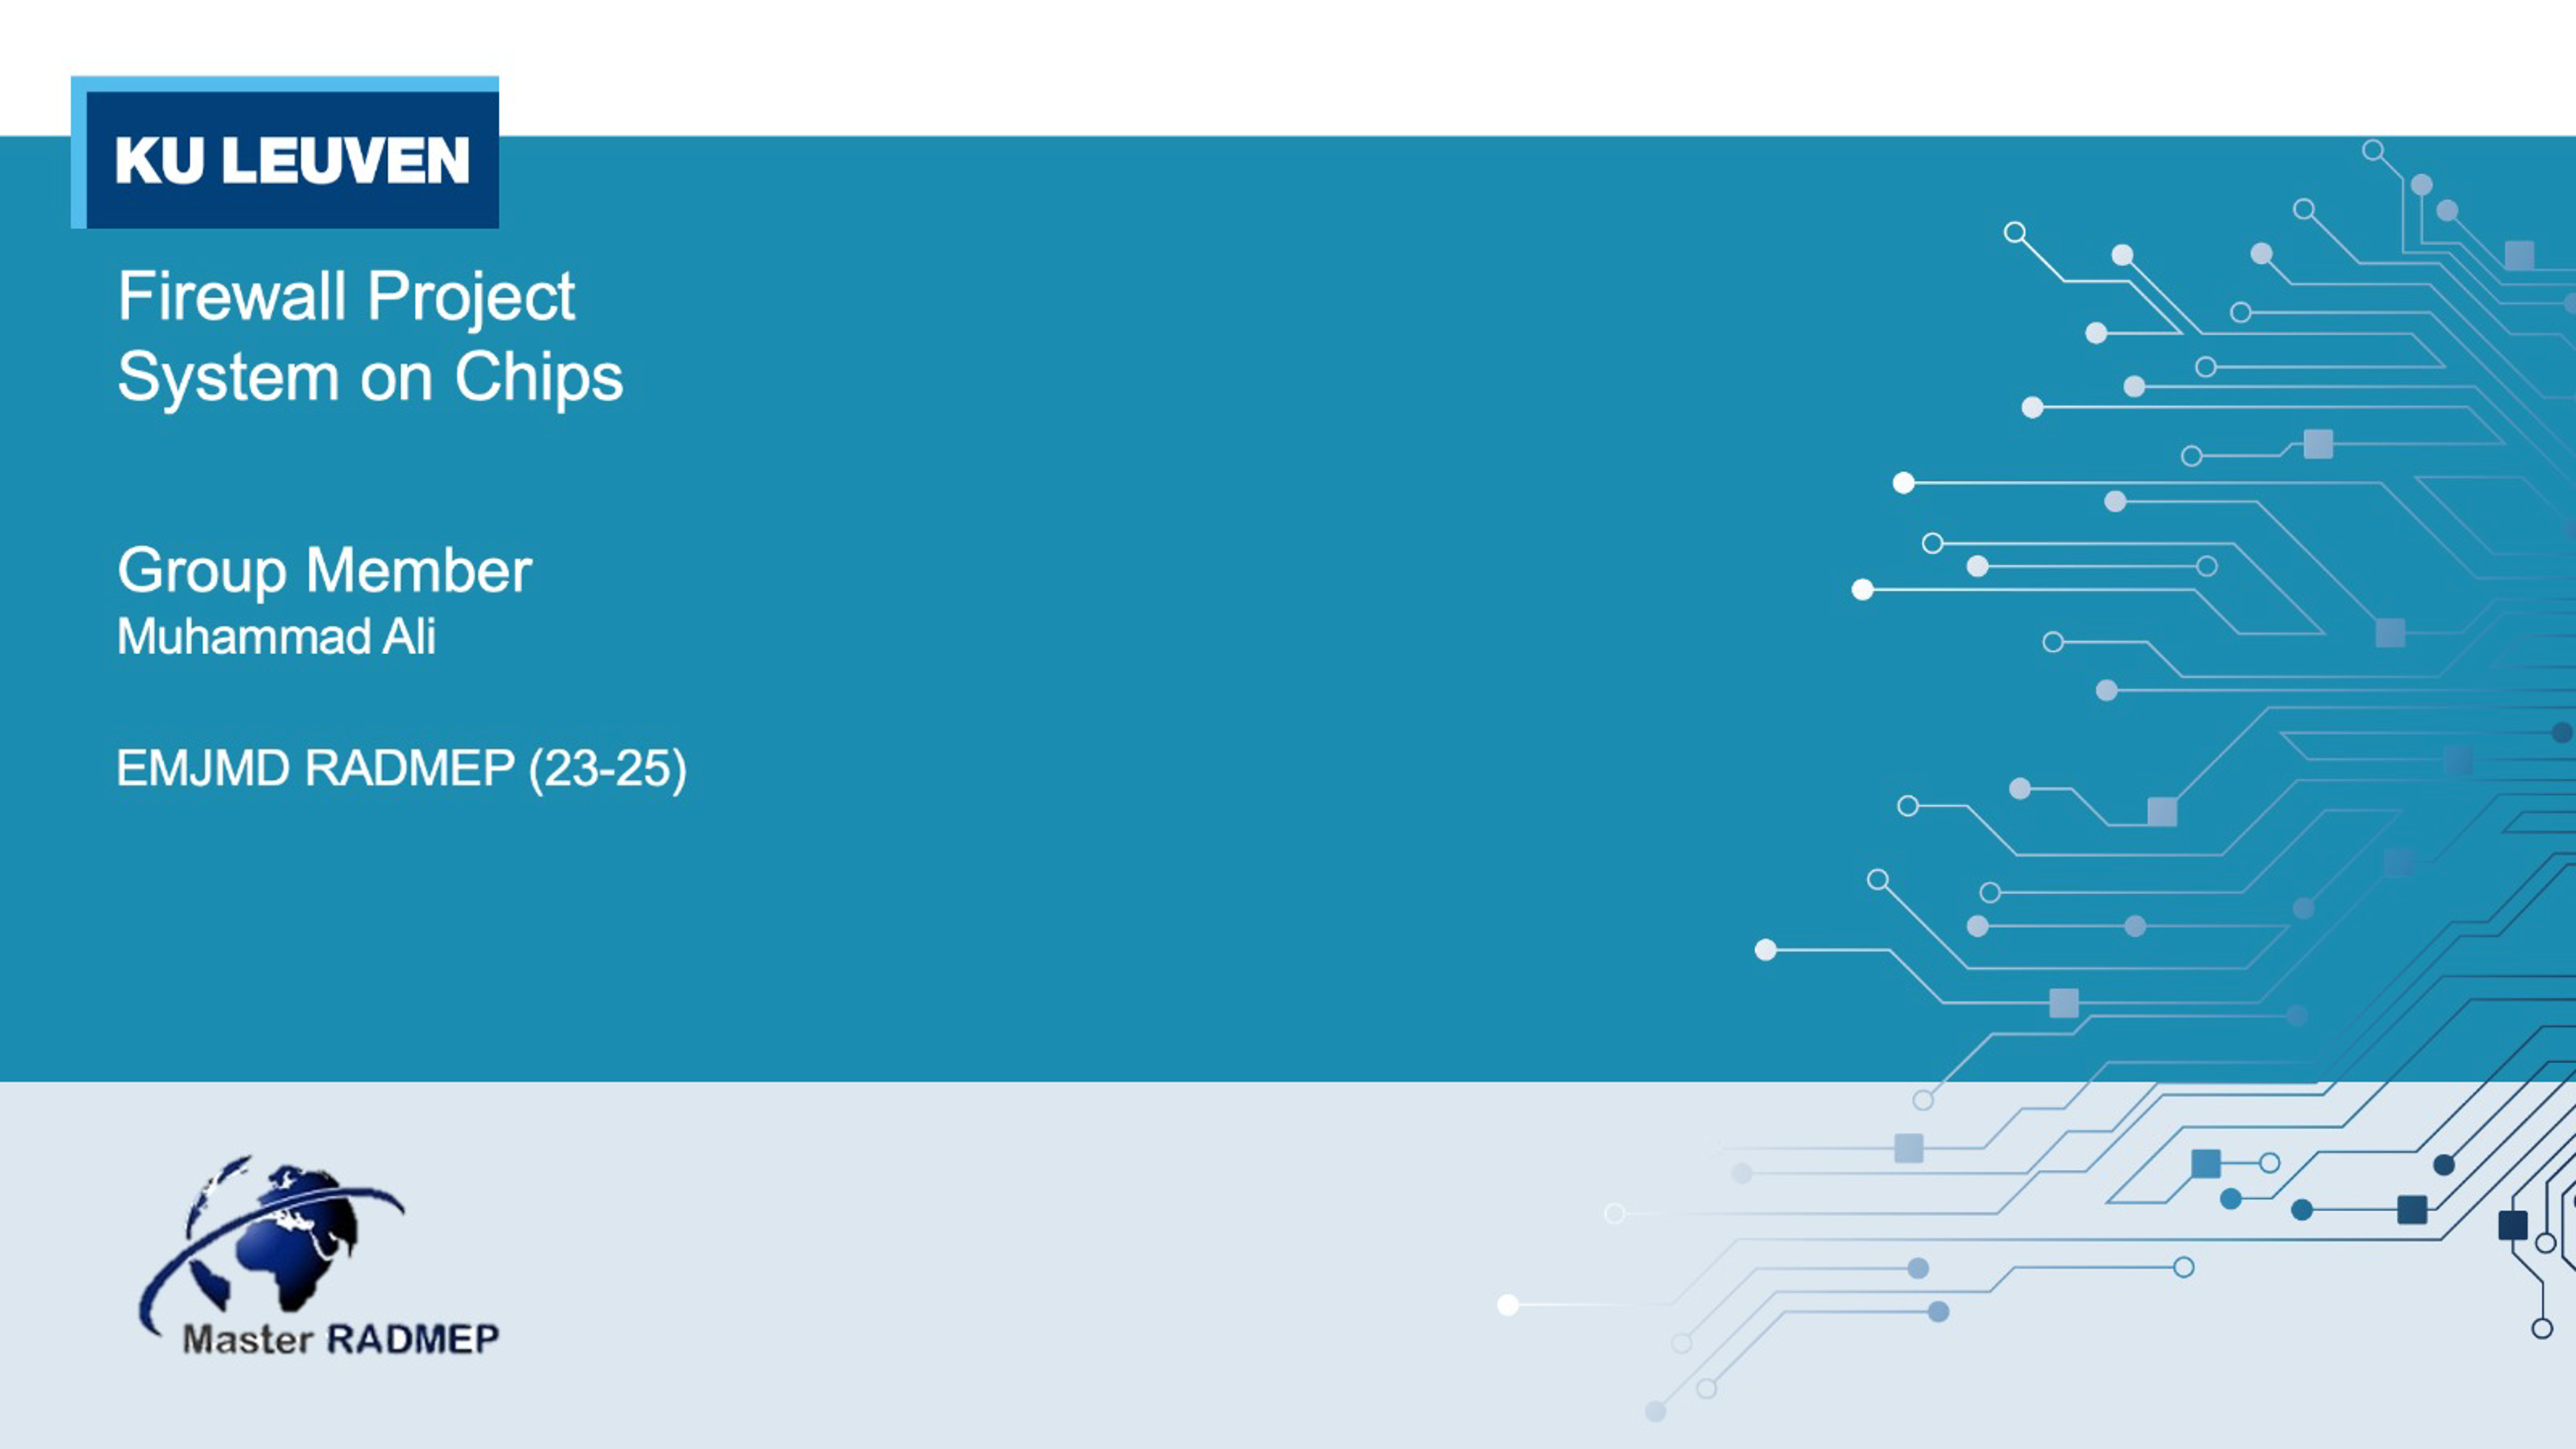 KU LEUVEN
Firewall Project
System on Chips
Group Member
Muhammad Ali
EMJMD RADMEP (23-25)
Master RADMEP